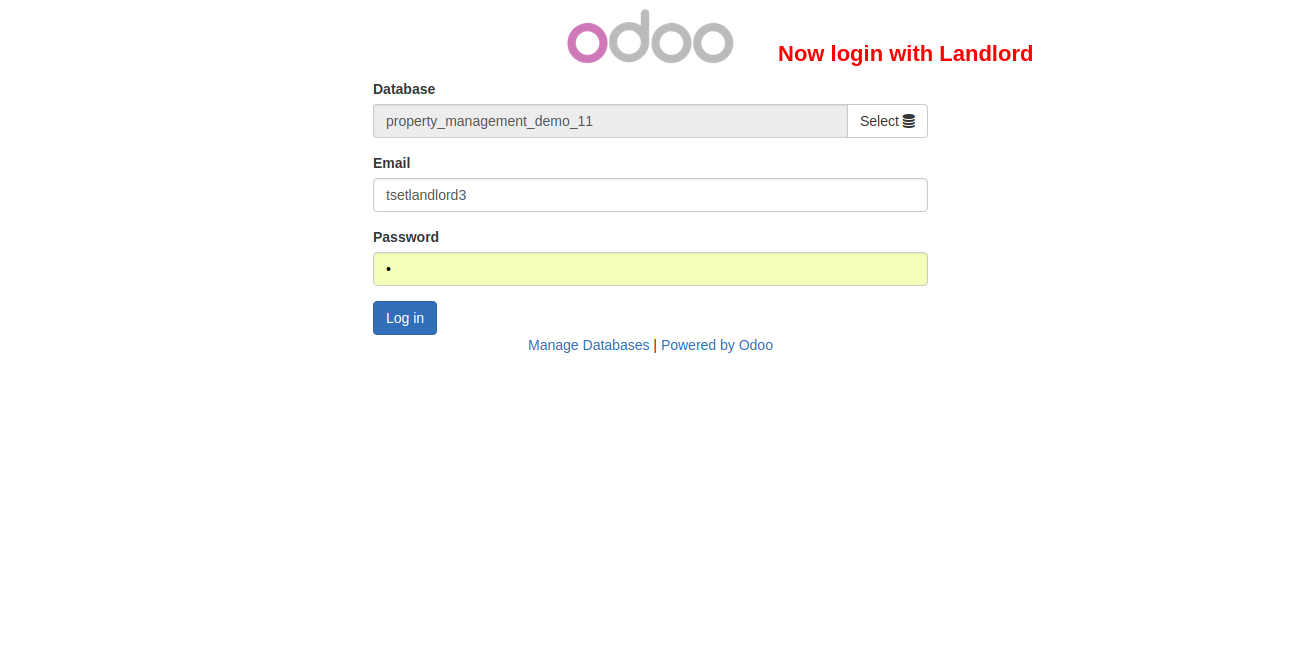 odoo
Now login with Landlord
Database
property_management_demo_11
Select
Email
tsetlandlord3
Password
•
Log in
Manage Databases | Powered by Odoo